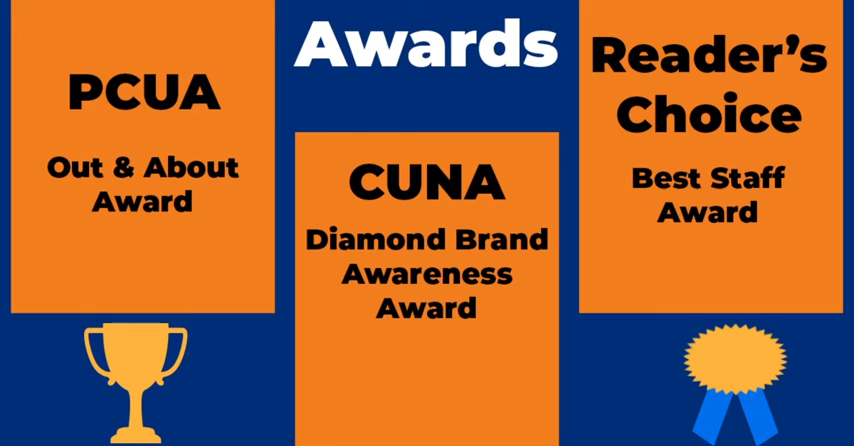 Awards
PCUA
Out & About
Award
CUNA
Diamond Brand
Awareness
Award
Reader’s
Choice
Best Staff
Award